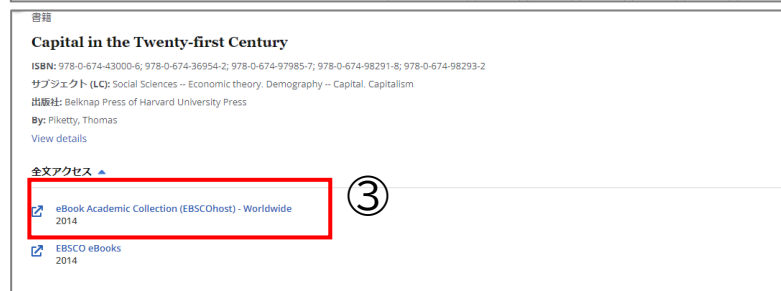 書籍
Capital in the Twenty-first Century
ISBN: 978-0-674-43000-6; 978-0-674-36954-2; 978-0-674-97985-7; 978-0-674-98291-8; 978-0-674-98293-2
サブジェクト (LC): Social Sciences -- Economic theory. Demography -- Capital. Capitalism
出版社: Belknap Press of Harvard University Press
By: Piketty, Thomas
View details
全文アクセス ▲
③
eBook Academic Collection (EBSCOhost) - Worldwide
2014
EBSCO eBooks
2014